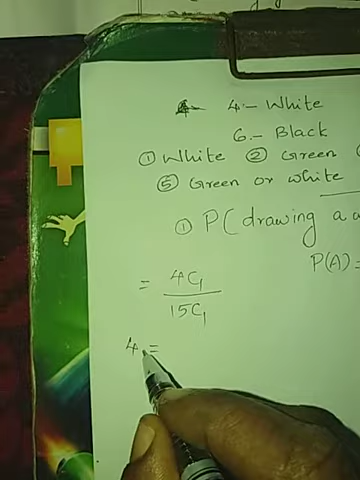 4 - White
6 - Black
① White ② Green
⑤ Green or white
① P(drawing a
P(A) =
= 4C1
15C1
4 =